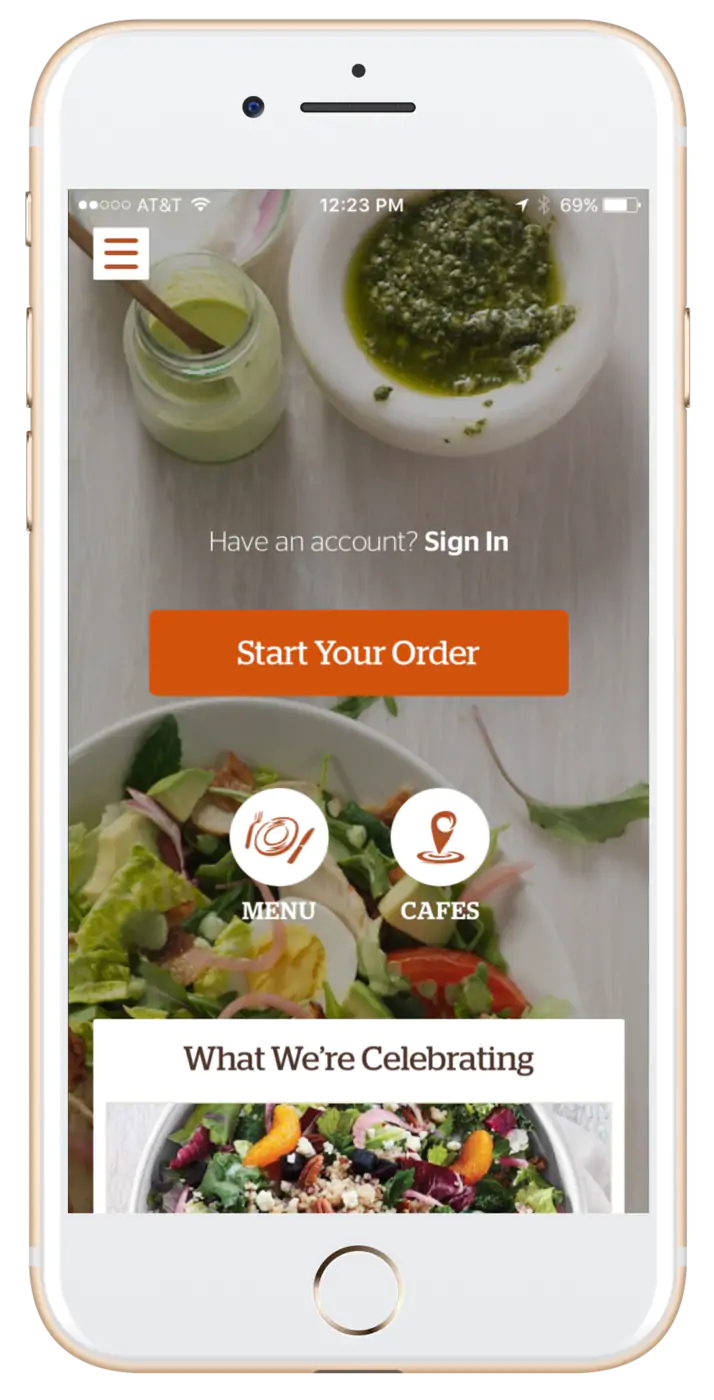 AT&T 12:23 PM 69%
Have an account? Sign In
Start Your Order
MENU CAFES
What We're Celebrating